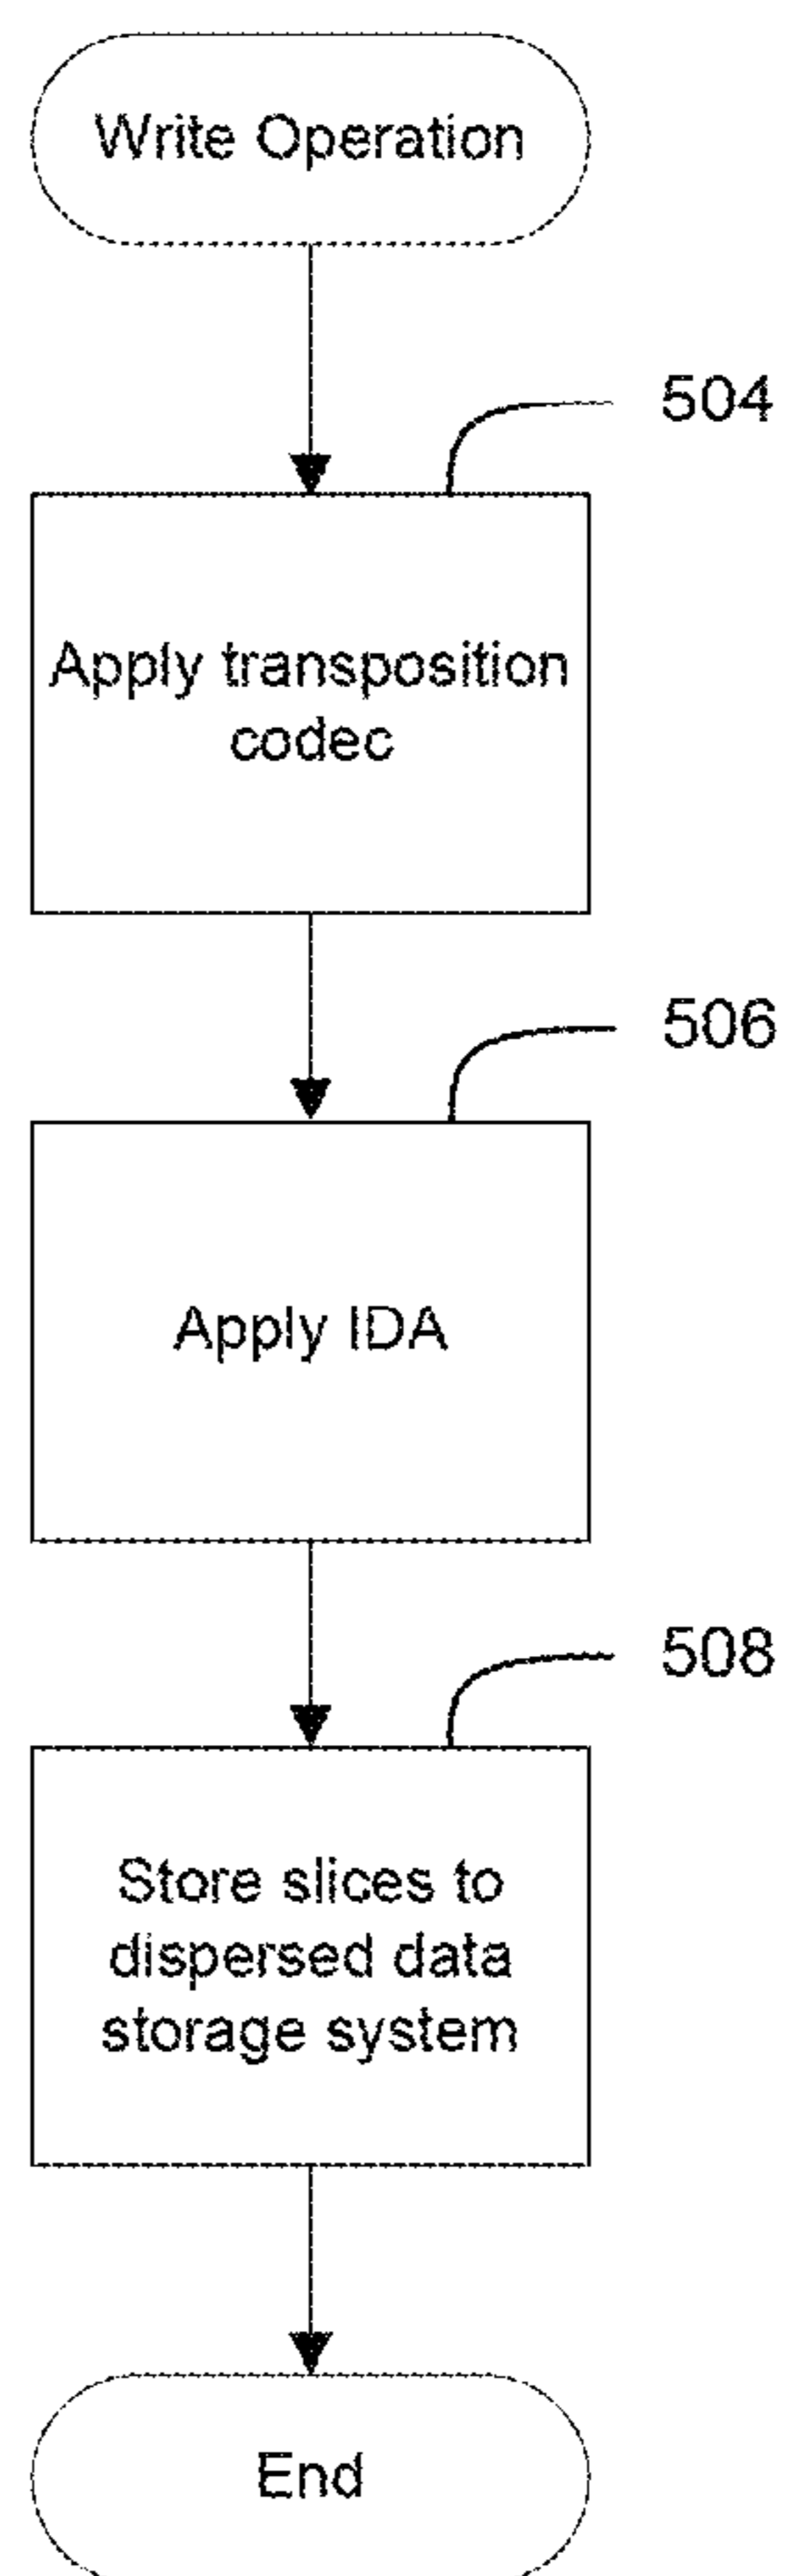 Write Operation
504
Apply transposition
codec
506
Apply IDA
508
Store slices to
dispersed data
storage system
End